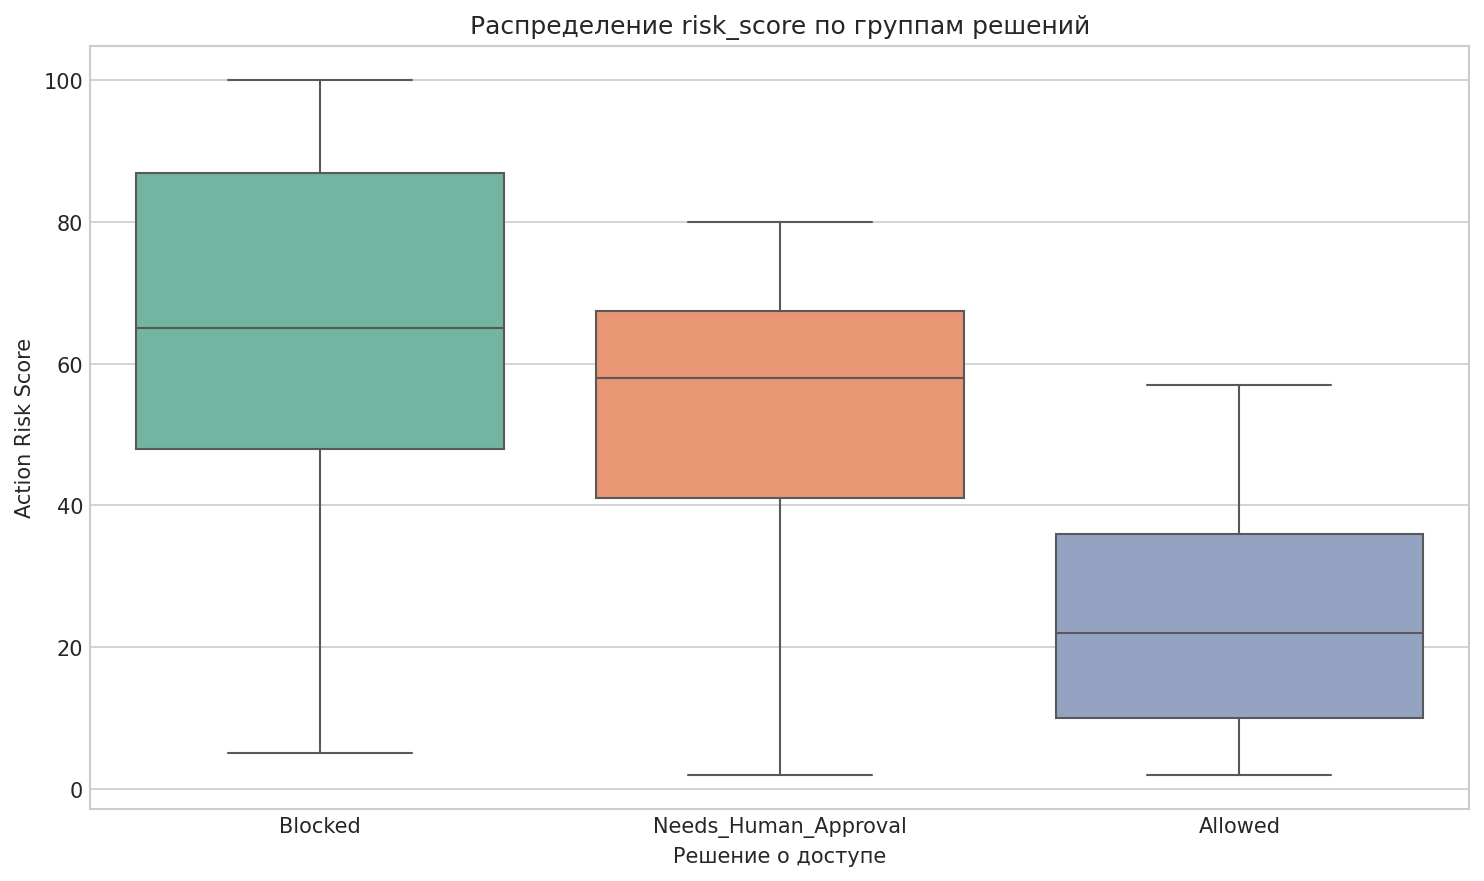 Распределение risk_score по группам решений
Action Risk Score
100
80
60
40
20
0
Blocked
Needs_Human_Approval
Allowed
Решение о доступе